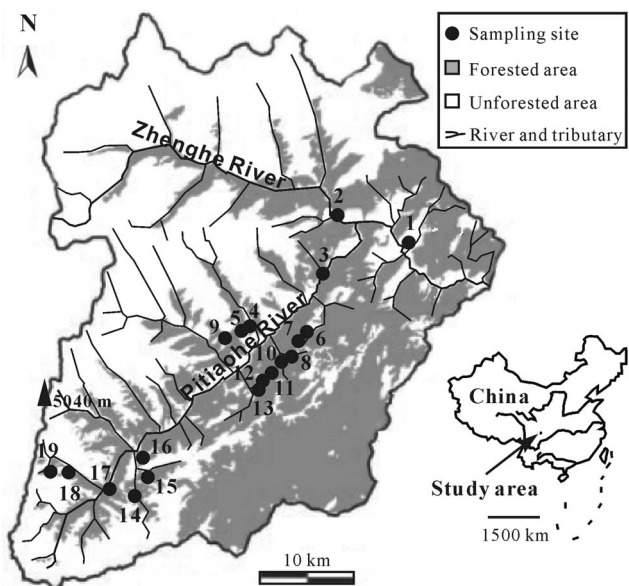 N
Sampling site
Forested area
Unforested area
River and tributary
Zhenghe River
2
1
3
5 4
9
7
6
Pitiaohe River
10
8
12
11
13
5040 m
16
19
17
18
15
14
China
Study area
1500 km
10 km